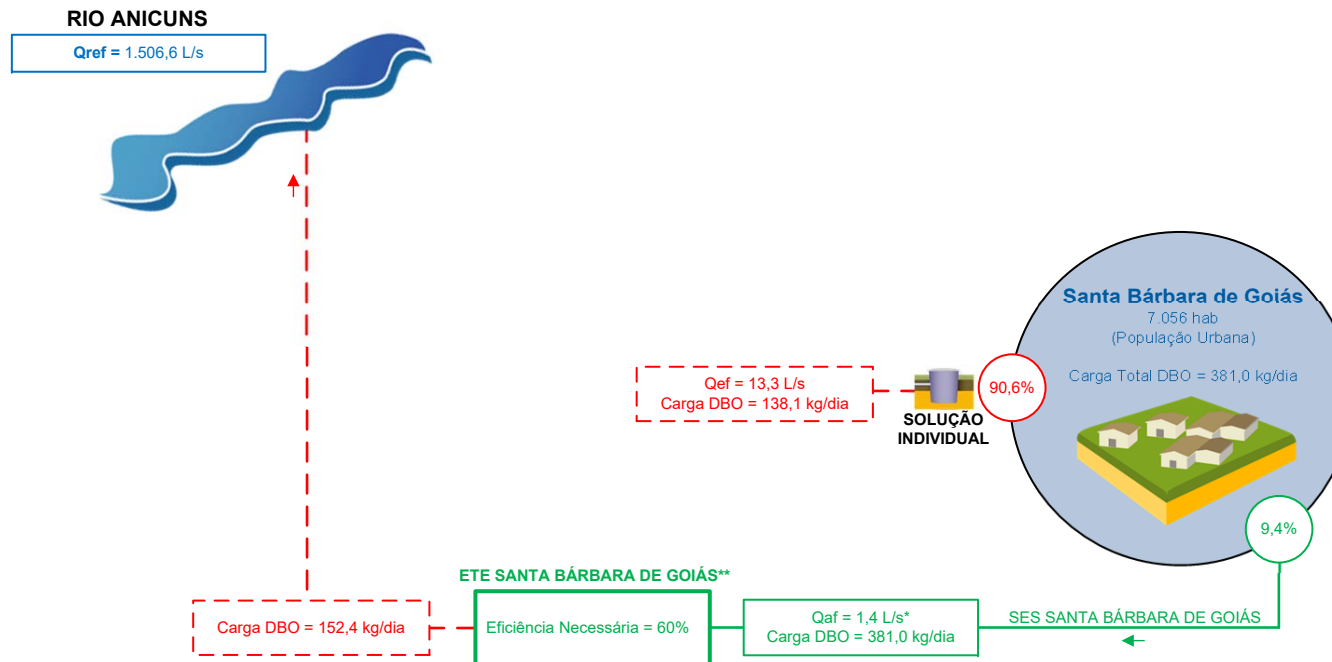 RIO ANICUNS
Qref = 1.506,6 L/s
Santa Bárbara de Goiás
7.056 hab
(População Urbana)
Carga Total DBO = 381,0 kg/dia
Qef = 13,3 L/s
Carga DBO = 138,1 kg/dia
90,6%
SOLUÇÃO
INDIVIDUAL
9,4%
ETE SANTA BÁRBARA DE GOIÁS**
Carga DBO = 152,4 kg/dia
Eficiência Necessária = 60%
Qaf = 1,4 L/s*
Carga DBO = 381,0 kg/dia
SES SANTA BÁRBARA DE GOIÁS